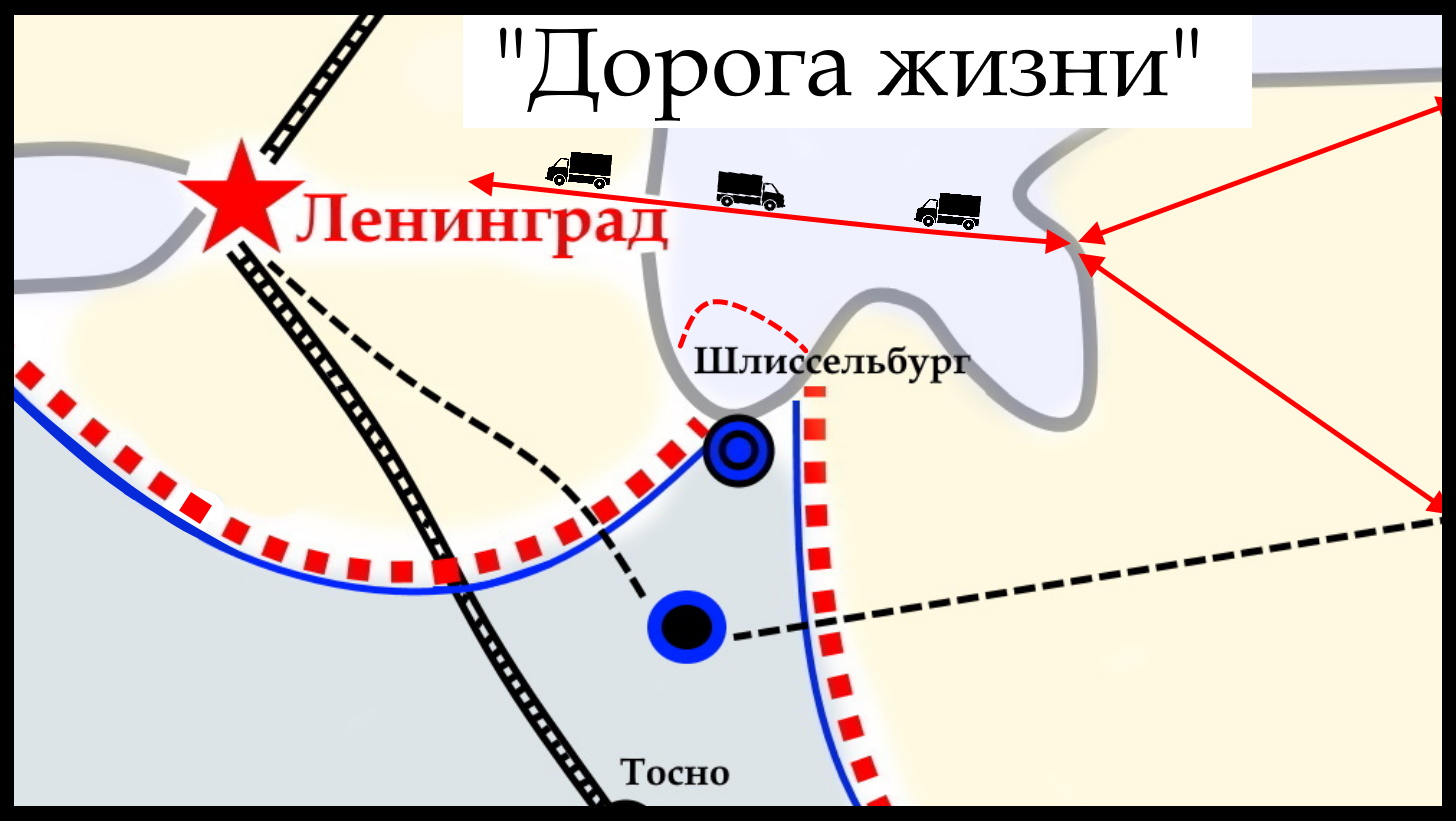 "Дорога жизни"
Ленинград
Шлиссельбург
Тосно